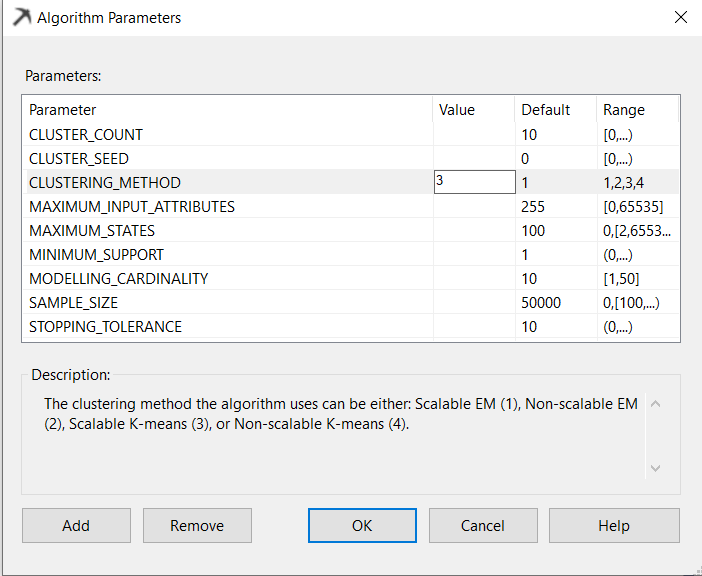 Algorithm Parameters
Parameters:
Parameter Value Default Range
CLUSTER_COUNT 10 [0,...)
CLUSTER_SEED 0 [0,...)
CLUSTERING_METHOD 3 1 1,2,3,4
MAXIMUM_INPUT_ATTRIBUTES 255 [0,65535]
MAXIMUM_STATES 100 0,[2,6553...
MINIMUM_SUPPORT 1 (0,...)
MODELLING_CARDINALITY 10 [1,50]
SAMPLE_SIZE 50000 0,[100,...)
STOPPING_TOLERANCE 10 (0,...)
Description:
The clustering method the algorithm uses can be either: Scalable EM (1), Non-scalable EM
(2), Scalable K-means (3), or Non-scalable K-means (4).
Add Remove OK Cancel Help